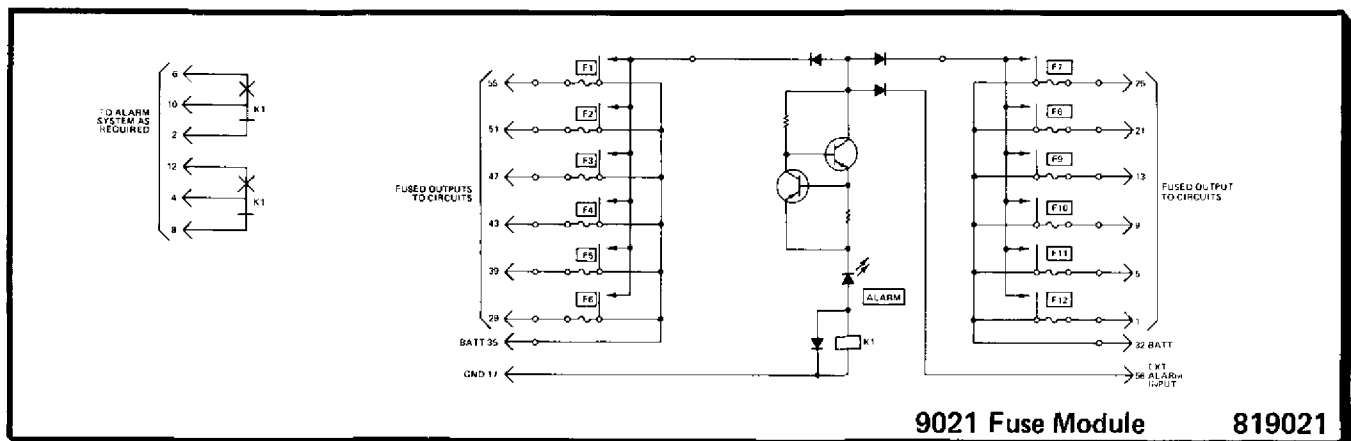 6
10
2
12
4
8
K1
K1
TO ALARM
SYSTEM AS
REQUIRED
FUSED OUTPUTS
TO CIRCUITS
55
51
47
43
39
29
BATT 35
GND 17
F1
F2
F3
F4
F5
F6
ALARM
K1
F7
F8
F9
F10
F11
F12
25
21
13
9
5
1
32 BATT
56 EXT
ALARM
INPUT
FUSED OUTPUT
TO CIRCUITS
9021 Fuse Module 819021